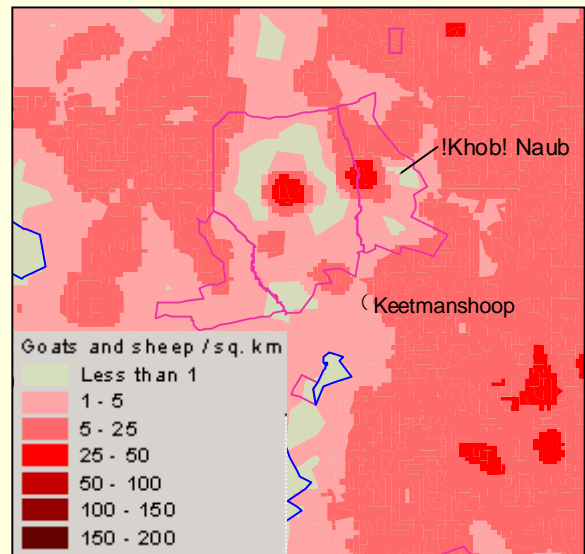 !Khob! Naub
Keetmanshoop
Goats and sheep / sq. km
Less than 1
1 - 5
5 - 25
25 - 50
50 - 100
100 - 150
150 - 200